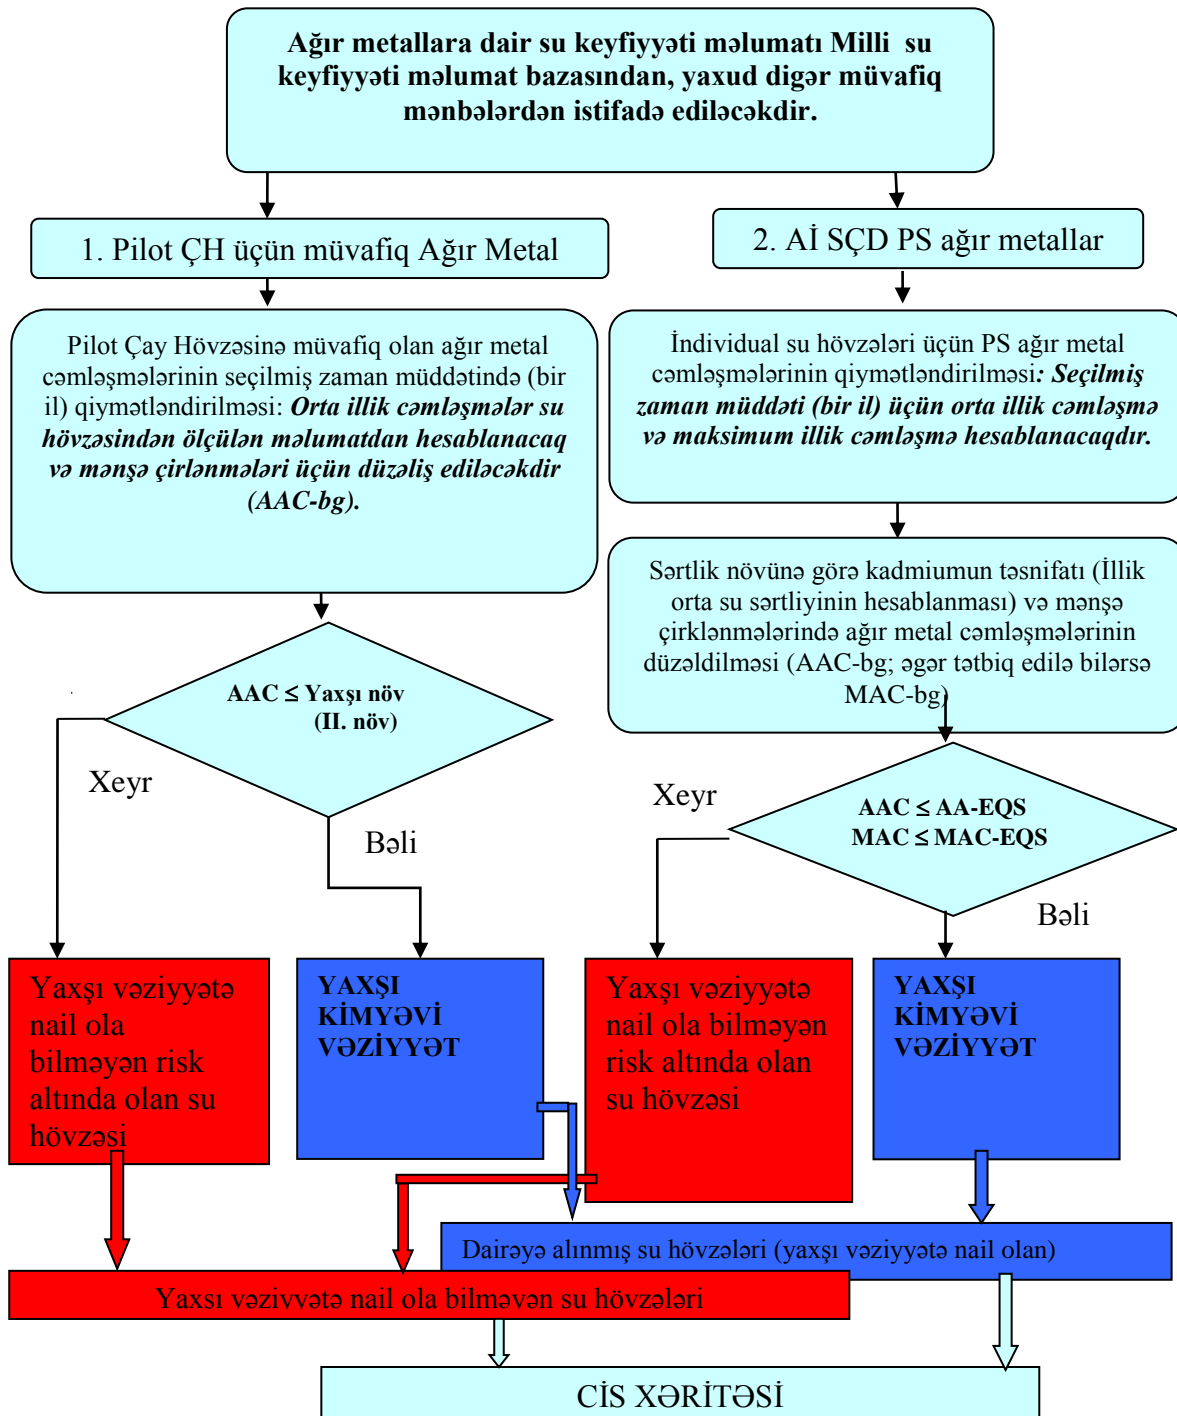 Ağır metallara dair su keyfiyyəti məlumatı Milli su
keyfiyyəti məlumat bazasından, yaxud digər müvafiq
mənbələrdən istifadə ediləcəkdir.
1. Pilot ÇH üçün müvafiq Ağır Metal
2. Aİ SÇD PS ağır metallar
Pilot Çay Hövzəsinə müvafiq olan ağır metal
cəmləşmələrinin seçilmiş zaman müddətində (bir
il) qiymətləndirilməsi: Orta illik cəmləşmələr su
hövzəsindən ölçülən məlumatdan hesablanacaq
və mənşə çirlənmələri üçün düzəliş ediləcəkdir
(AAC-bg).
İndividual su hövzələri üçün PS ağır metal
cəmləşmələrinin qiymətləndirilməsi: Seçilmiş
zaman müddəti (bir il) üçün orta illik cəmləşmə
və maksimum illik cəmləşmə hesablanacaqdır.
Sərtlik növünə görə kadmiumun təsnifatı (İllik
orta su sərtliyinin hesablanması) və mənşə
çirklənmələrində ağır metal cəmləşmələrinin
düzəldilməsi (AAC-bg; əgər tətbiq edilə bilərsə
MAC-bg)
AAC ≤ Yaxşı növ
(II. növ)
Xeyr
Bəli
AAC ≤ AA-EQS
MAC ≤ MAC-EQS
Xeyr
Bəli
Yaxşı vəziyyətə
nail ola
bilməyən risk
altında olan su
hövzəsi
YAXŞI
KİMYƏVİ
VƏZİYYƏT
Yaxşı vəziyyətə
nail ola bilməyən
risk altında olan
su hövzəsi
YAXŞI
KİMYƏVİ
VƏZİYYƏT
Dairəyə alınmış su hövzələri (yaxşı vəziyyətə nail olan)
Yaxsı vəziyyətə nail ola bilməyən su hövzələri
CİS XƏRİTƏSİ